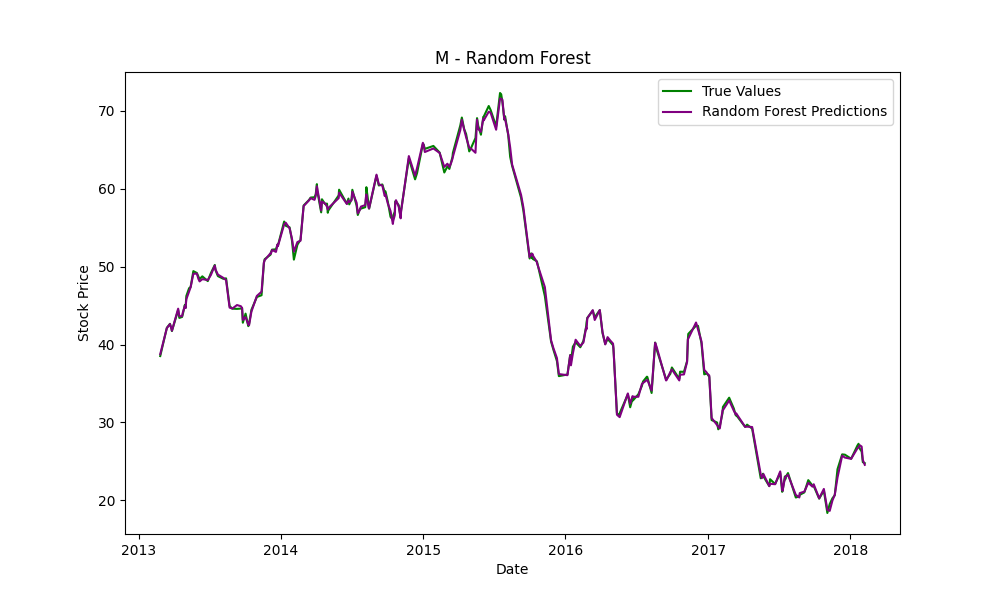 M - Random Forest
True Values
Random Forest Predictions
Stock Price
70
60
50
40
30
20
2013
2014
2015
2016
2017
2018
Date